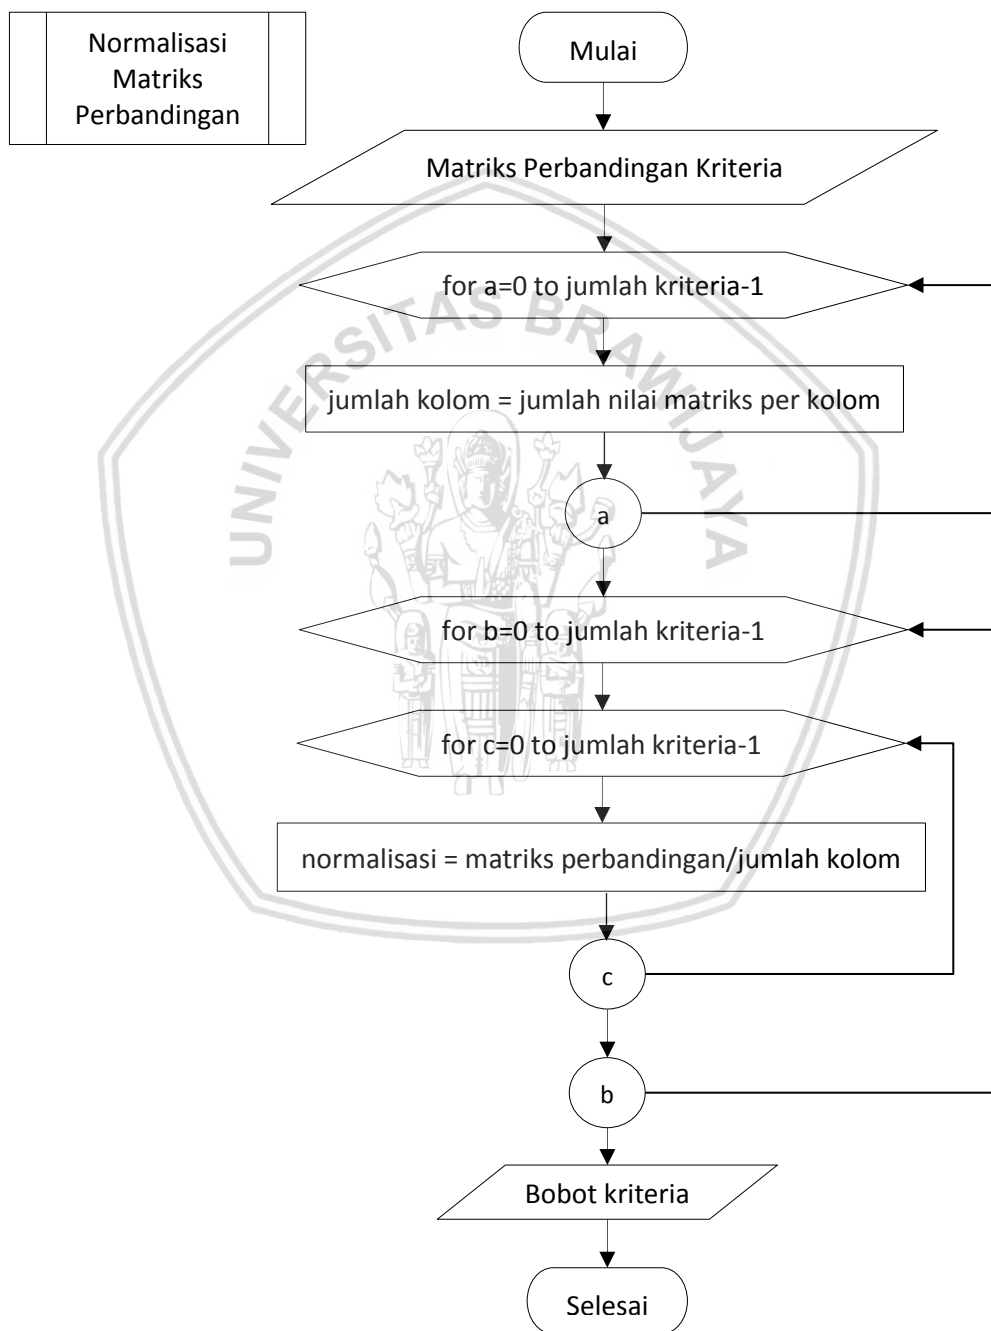 Normalisasi
Matriks
Perbandingan
Mulai
Matriks Perbandingan Kriteria
for a=0 to jumlah kriteria-1
UNIVERSITAS BRAWIJAYA
jumlah kolom = jumlah nilai matriks per kolom
a
for b=0 to jumlah kriteria-1
for c=0 to jumlah kriteria-1
normalisasi = matriks perbandingan/jumlah kolom
c
b
Bobot kriteria
Selesai